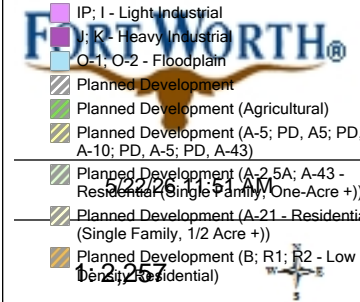 FORT WORTH®
IP; I - Light Industrial
J; K - Heavy Industrial
O-1; O-2 - Floodplain
Planned Development
Planned Development (Agricultural)
Planned Development (A-5; PD, A5; PD,
A-10; PD, A-5; PD, A-43)
Planned Development (A-2.5A; A-43 -
Residential (Single Family, One-Acre +))
5/22/26 11:51 AM
Planned Development (A-21 - Residential
(Single Family, 1/2 Acre +))
Planned Development (B; R1; R2 - Low
Density Residential)
1: 2,257